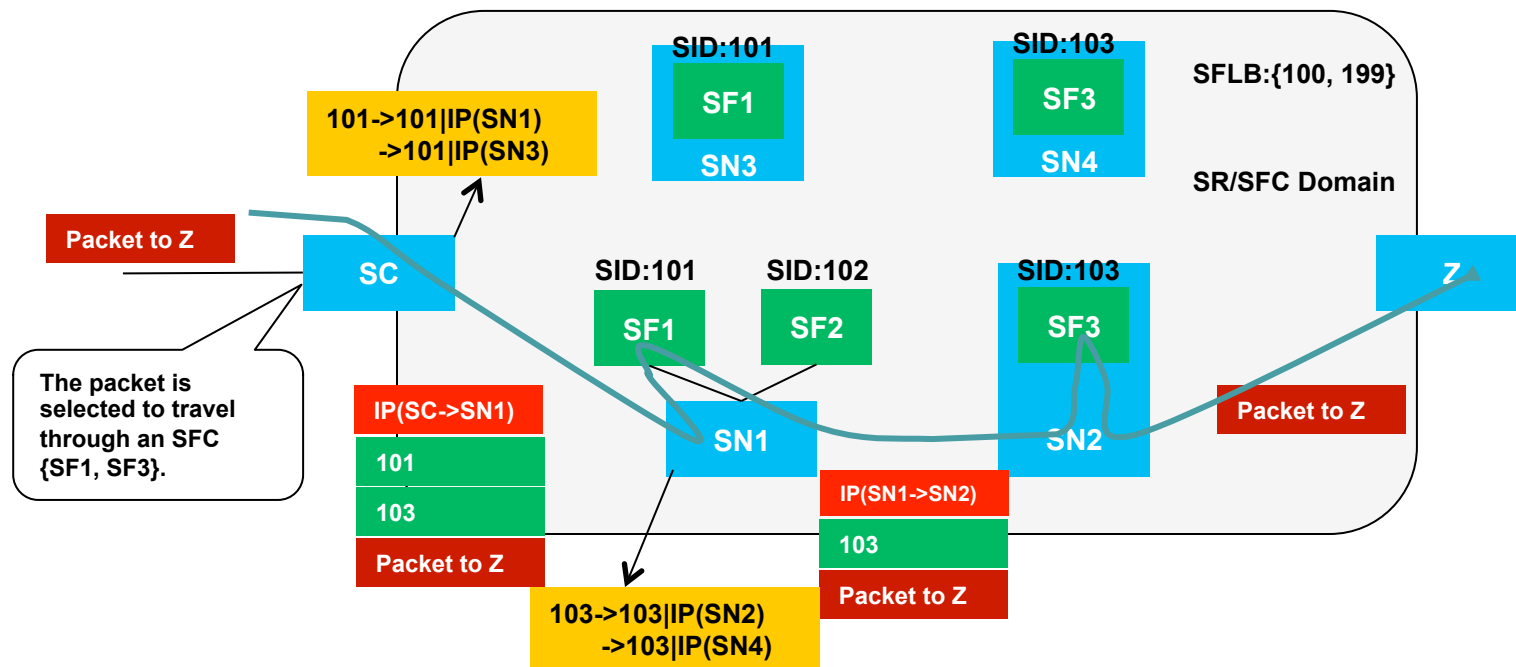 SID:101
SF1
SN3
SID:103
SF3
SN4
SFLB:{100, 199}
SR/SFC Domain
101->101|IP(SN1)
->101|IP(SN3)
Packet to Z
SC
SID:101
SF1
SID:102
SF2
SID:103
SF3
Z
The packet is
selected to travel
through an SFC
{SF1, SF3}.
IP(SC->SN1)
101
103
Packet to Z
SN1
SN2
Packet to Z
IP(SN1->SN2)
103
Packet to Z
103->103|IP(SN2)
->103|IP(SN4)